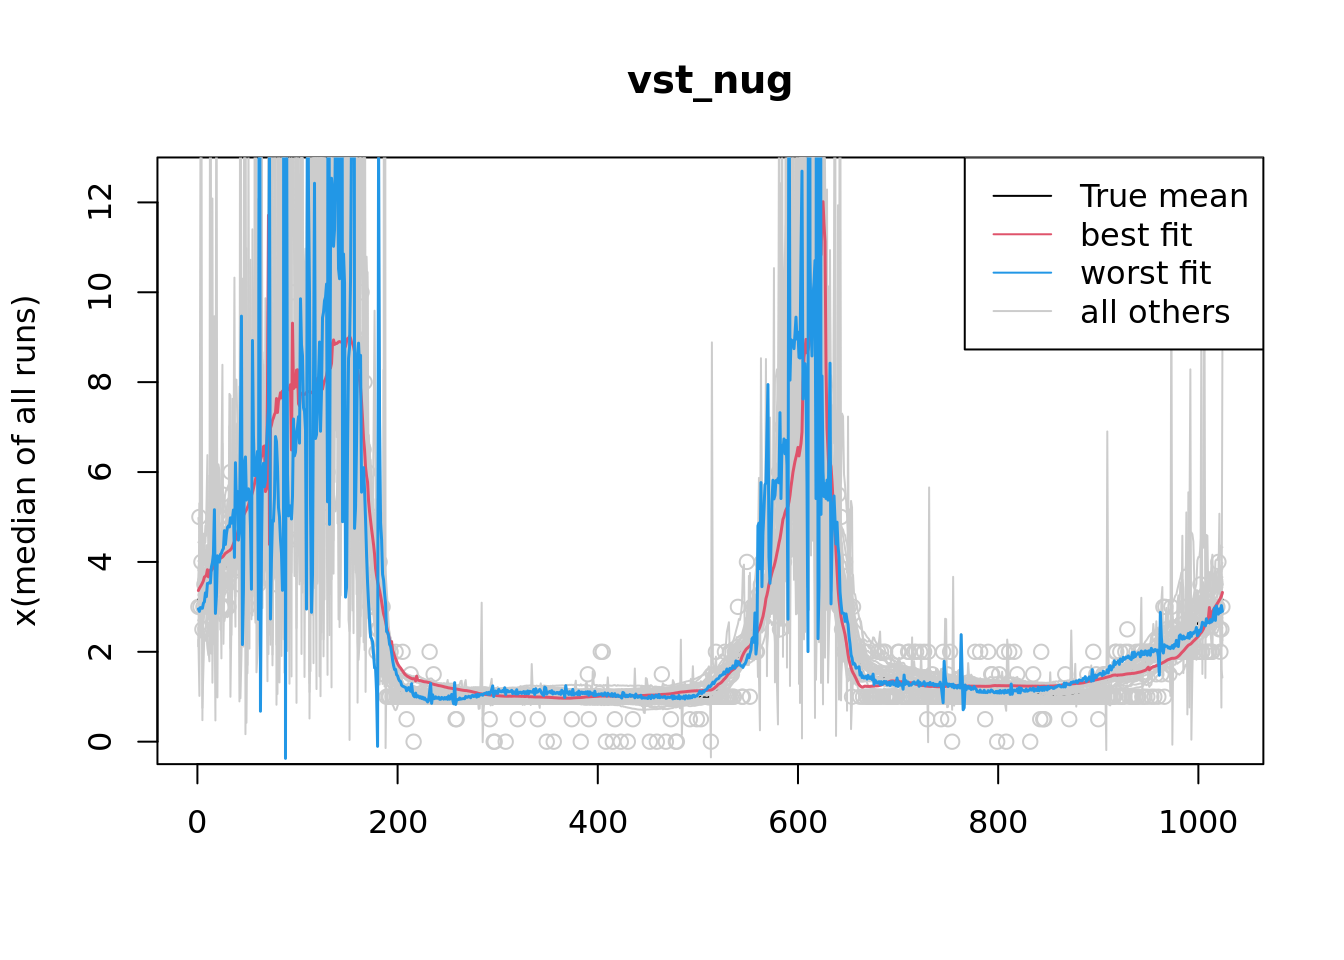 vst_nug
x(median of all runs)
12
10
8
6
4
2
0
True mean
best fit
worst fit
all others
0 200 400 600 800 1000